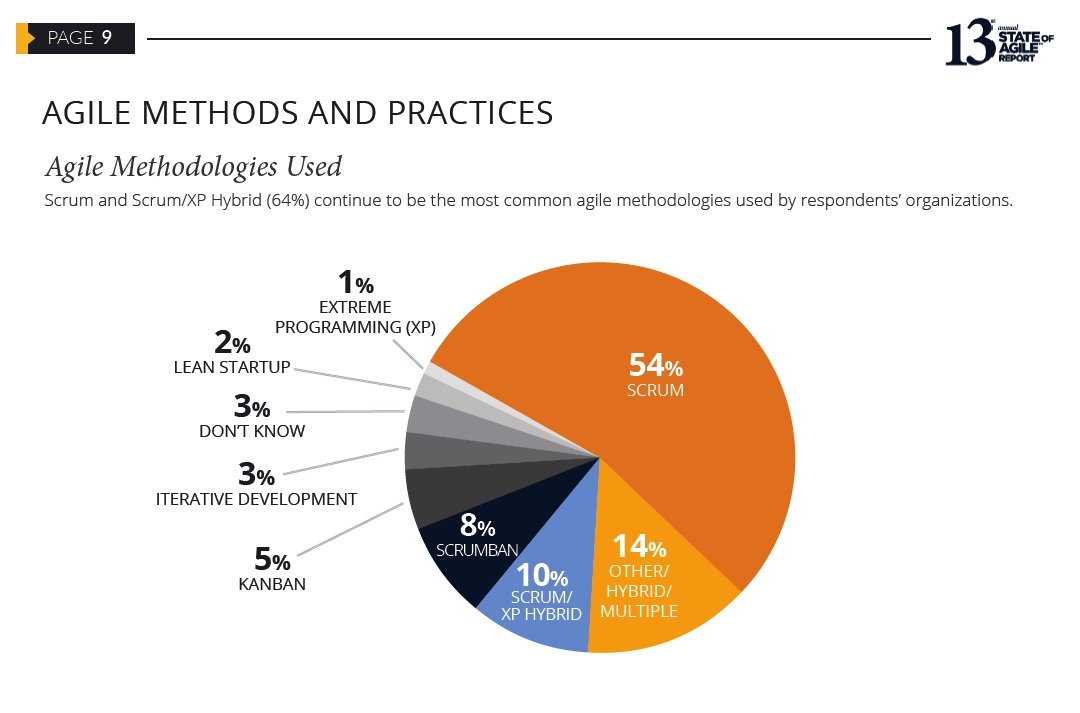 PAGE 9
13th annual
STATE OF
AGILE™
REPORT
AGILE METHODS AND PRACTICES
Agile Methodologies Used
Scrum and Scrum/XP Hybrid (64%) continue to be the most common agile methodologies used by respondents’ organizations.
1%
EXTREME
PROGRAMMING (XP)
2%
LEAN STARTUP
3%
DON'T KNOW
3%
ITERATIVE DEVELOPMENT
5%
KANBAN
54%
SCRUM
8%
SCRUMBAN
10%
SCRUM/
XP HYBRID
14%
OTHER/
HYBRID/
MULTIPLE